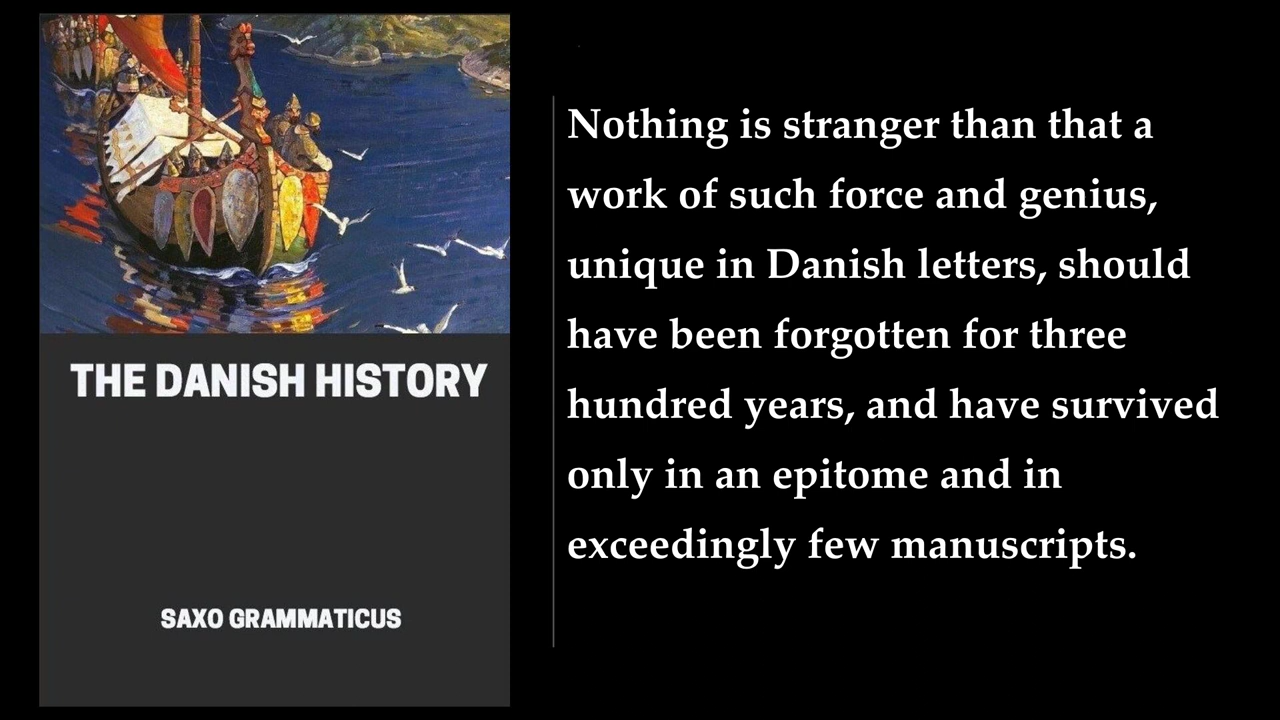 THE DANISH HISTORY
SAXO GRAMMATICUS
Nothing is stranger than that a
work of such force and genius,
unique in Danish letters, should
have been forgotten for three
hundred years, and have survived
only in an epitome and in
exceedingly few manuscripts.